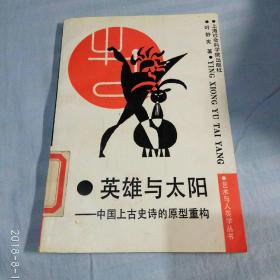 上海社会科学院出版社
叶舒宪 著
YING XIONG YU TAI YANG
英雄与太阳
——中国上古史诗的原型重构
艺术与人类学丛书
2018-8-1